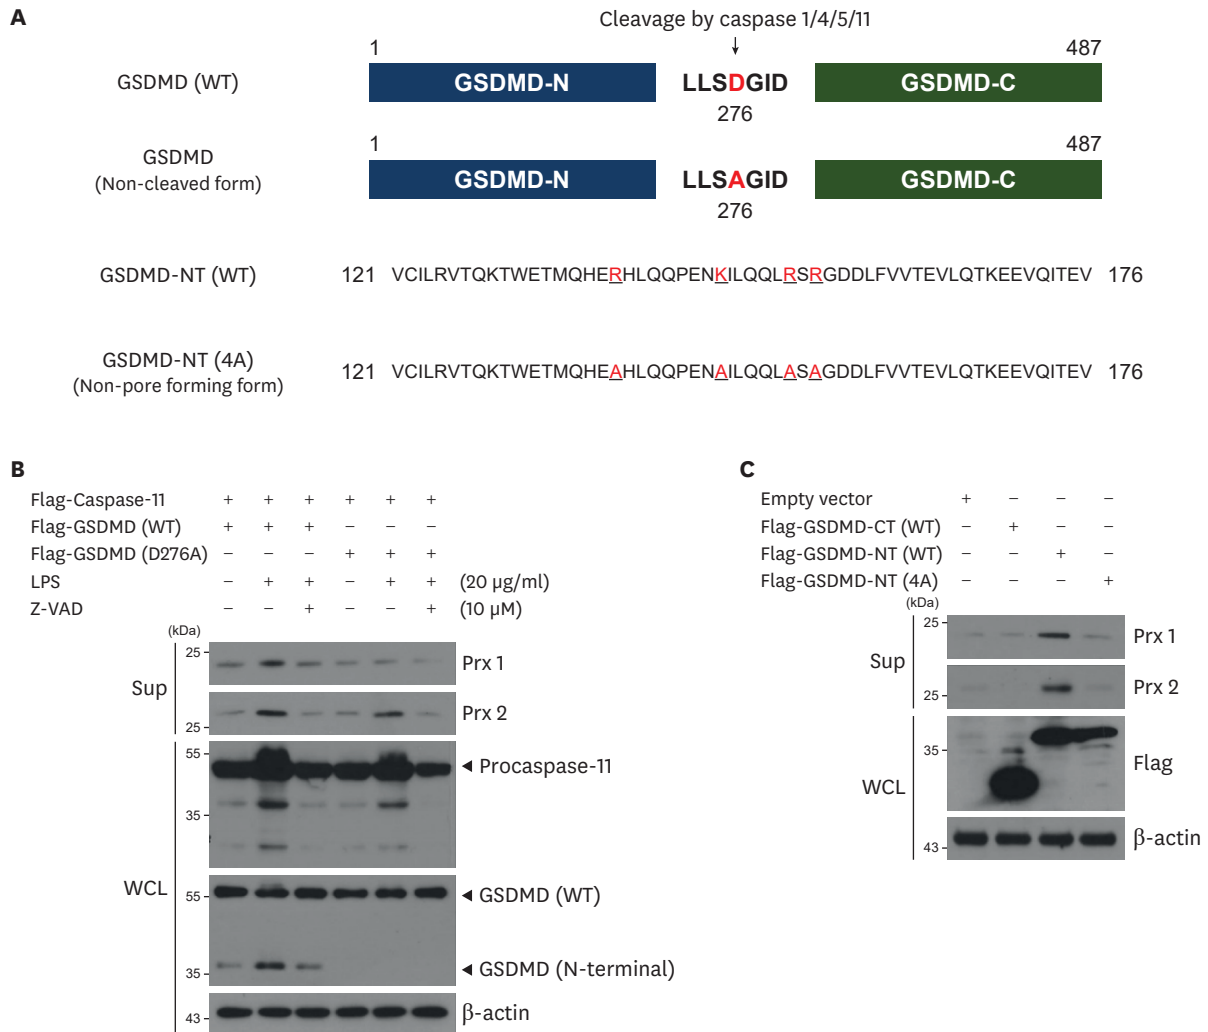 A
Cleavage by caspase 1/4/5/11
1 487
GSDMD (WT) GSDMD-N LLSDGID GSDMD-C
276
1 487
GSDMD GSDMD-N LLSAGID GSDMD-C
(Non-cleaved form)
276
GSDMD-NT (WT) 121 VCILRVTQKTWETMQHERHLQQPENKILQQLRSRGDDLFVVTEVLQTKEEVQITEV 176
GSDMD-NT (4A) 121 VCILRVTQKTWETMQHEAHLQQPENAILQQLASAGDDLFVVTEVLQTKEEVQITEV 176
(Non-pore forming form)
B
Flag-Caspase-11 + + + + + +
Flag-GSDMD (WT) + + + – – –
Flag-GSDMD (D276A) – – – + + +
LPS – + + – + + (20 µg/ml)
Z-VAD – – + – – + (10 µM)
(kDa)
25 Prx 1
Sup
25 Prx 2
55 Procaspase-11
35
WCL
55 GSDMD (WT)
35 GSDMD (N-terminal)
43 β-actin
C
Empty vector + – – –
Flag-GSDMD-CT (WT) – + – –
Flag-GSDMD-NT (WT) – – + –
Flag-GSDMD-NT (4A) – – – +
(kDa)
25 Prx 1
Sup
25 Prx 2
35 Flag
WCL
43 β-actin